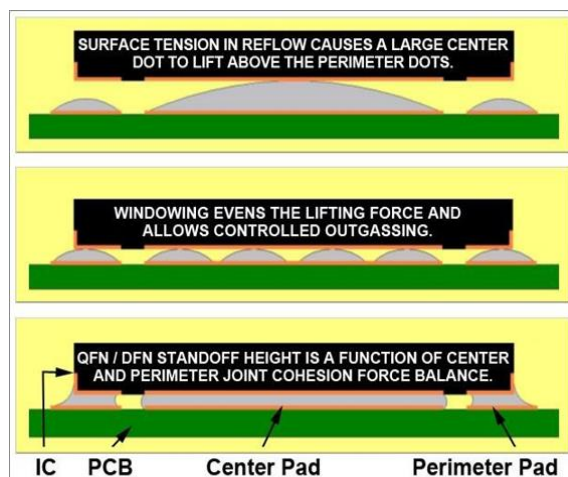 SURFACE TENSION IN REFLOW CAUSES A LARGE CENTER
DOT TO LIFT ABOVE THE PERIMETER DOTS.
WINDOWING EVENS THE LIFTING FORCE AND
ALLOWS CONTROLLED OUTGASSING.
QFN / DFN STANDOFF HEIGHT IS A FUNCTION OF CENTER
AND PERIMETER JOINT COHESION FORCE BALANCE.
IC PCB Center Pad Perimeter Pad